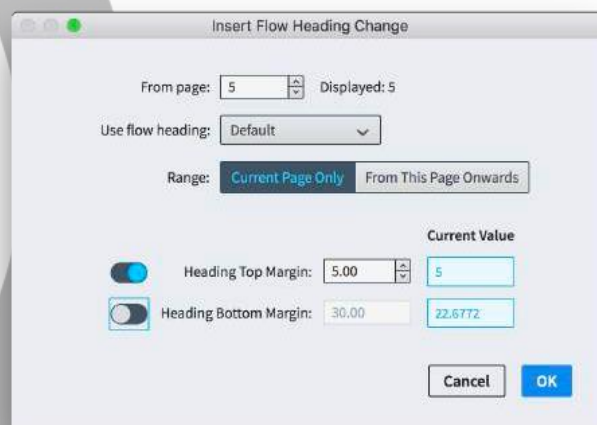 Insert Flow Heading Change
From page: 5 Displayed: 5
Use flow heading: Default
Range: Current Page Only From This Page Onwards
Current Value
Heading Top Margin: 5.00 5
Heading Bottom Margin: 30.00 22.6772
Cancel OK